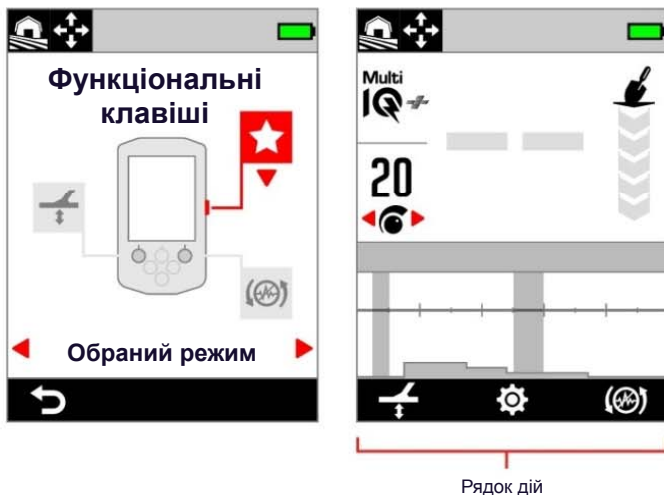 Функціональні
клавіші
Обраний режим
Multi
IQ+
20
Рядок дій